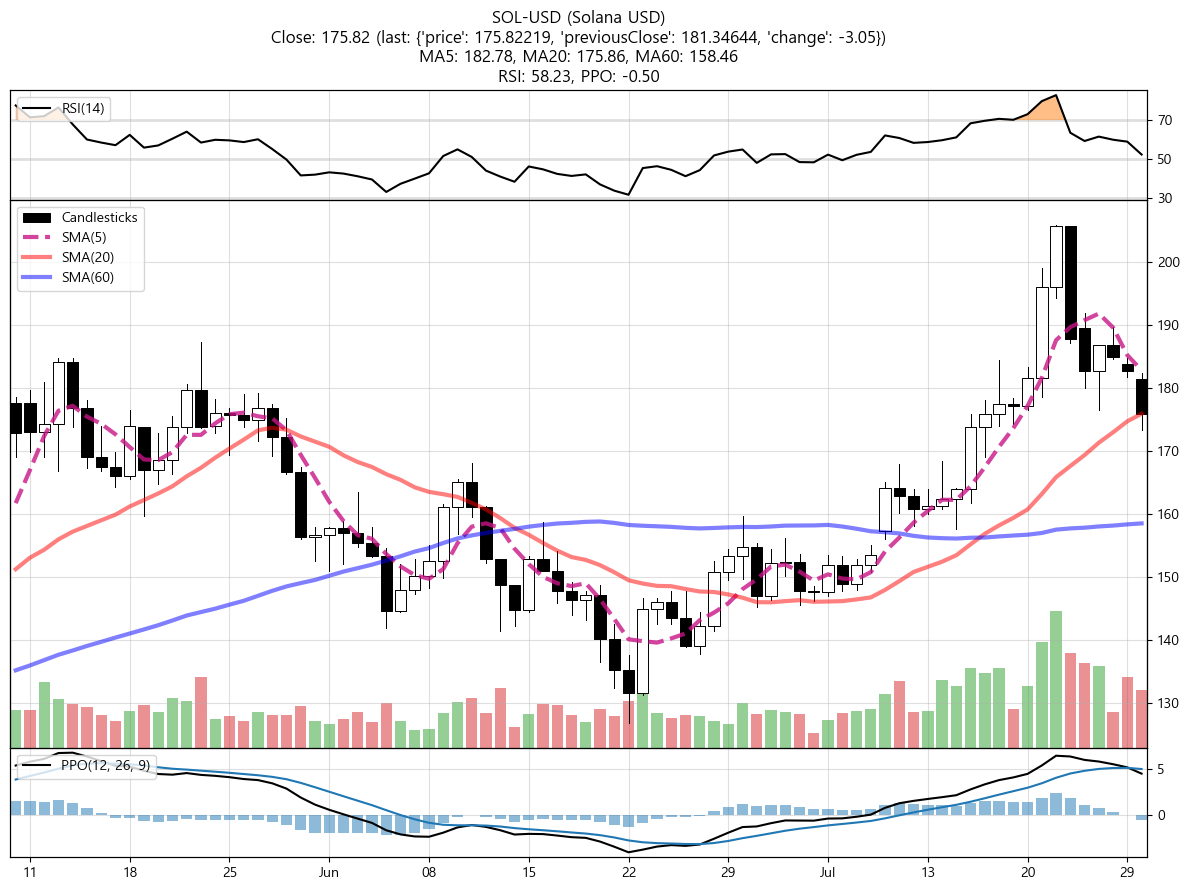 SOL-USD (Solana USD)
Close: 175.82 (last: {'price': 175.82219, 'previousClose': 181.34644, 'change': -3.05})
MA5: 182.78, MA20: 175.86, MA60: 158.46
RSI: 58.23, PPO: -0.50
RSI(14)
70
50
30
Candlesticks
SMA(5)
SMA(20)
SMA(60)
200
190
180
170
160
150
140
130
PPO(12, 26, 9)
5
0
11 18 25 Jun 08 15 22 29 Jul 13 20 29